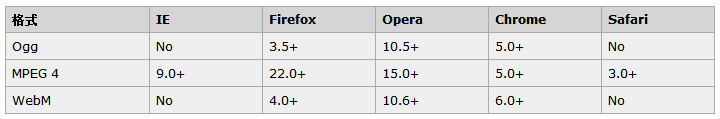 格式 IE Firefox Opera Chrome Safari
Ogg No 3.5+ 10.5+ 5.0+ No
MPEG 4 9.0+ 22.0+ 15.0+ 5.0+ 3.0+
WebM No 4.0+ 10.6+ 6.0+ No